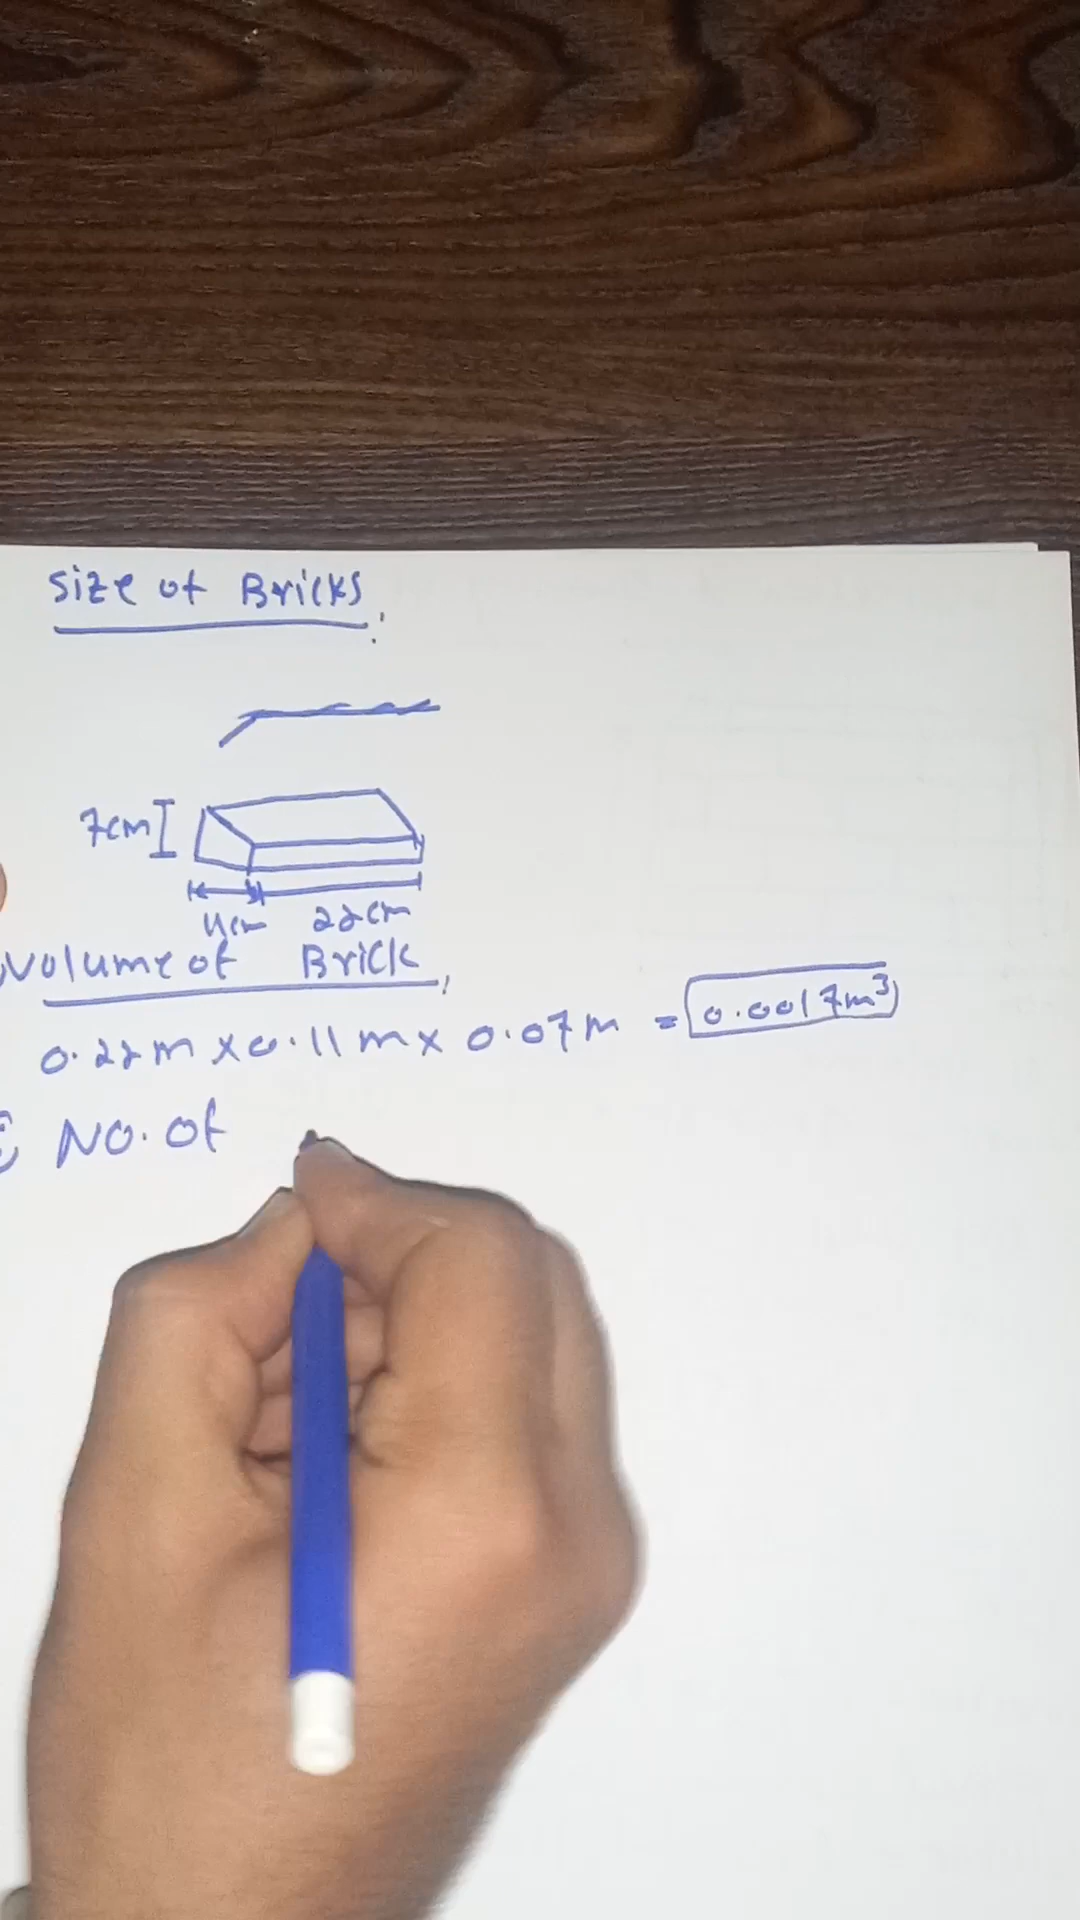 Size of Bricks:
7cm
11cm 22cm
Volume of Brick,
0.22m x 0.11m x 0.07m = 0.0017m³
No. of